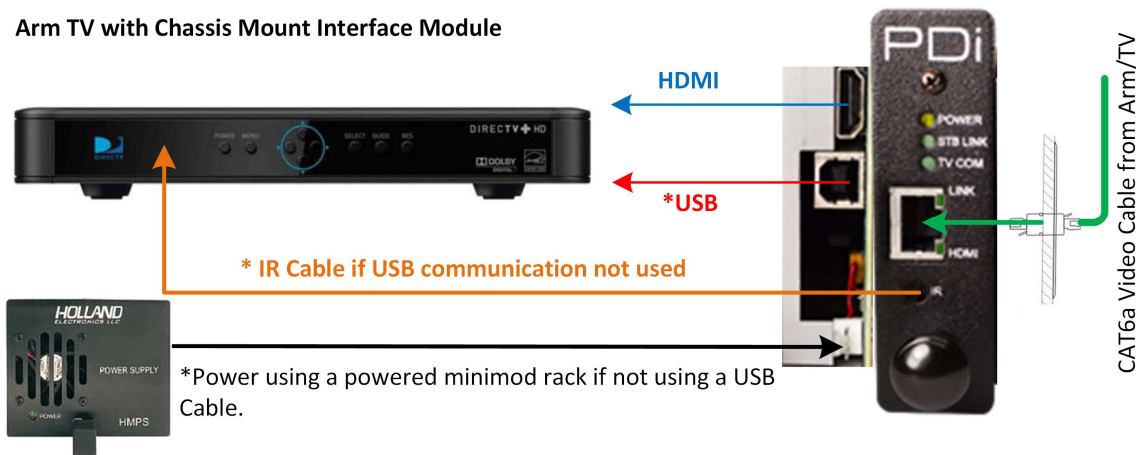 Arm TV with Chassis Mount Interface Module
HDMI
*USB
* IR Cable if USB communication not used
*Power using a powered minimod rack if not using a USB
Cable.
DIRECTV
POWER MENU
SELECT GUIDE RES
DIRECTV HD
DOLBY
DIGITAL
HOLLAND
ELECTRONICS LLC
POWER SUPPLY
POWER
HMPS
PDi
POWER
STB LINK
TV COM
LINK
HDMI
IR
CAT6a Video Cable from Arm/TV